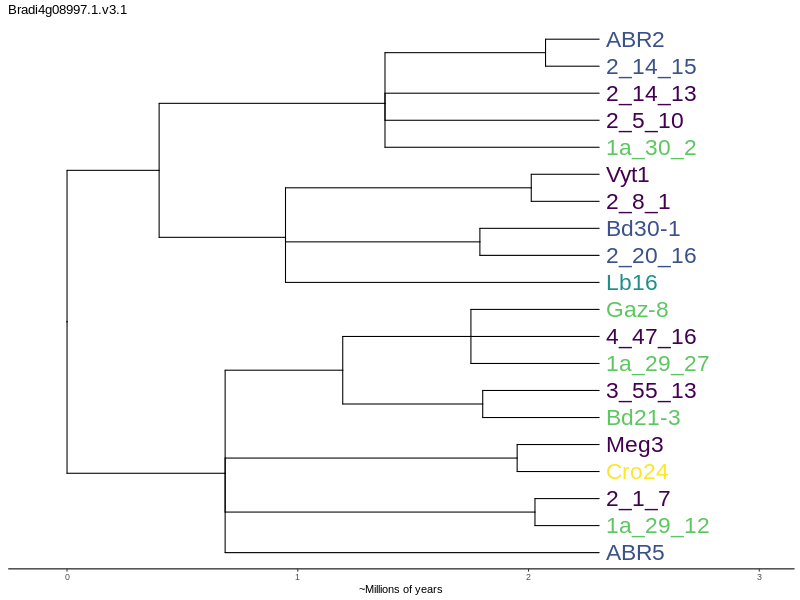 Bradi4g08997.1.v3.1
ABR2
2_14_15
2_14_13
2_5_10
1a_30_2
Vyt1
2_8_1
Bd30-1
2_20_16
Lb16
Gaz-8
4_47_16
1a_29_27
3_55_13
Bd21-3
Meg3
Cro24
2_1_7
1a_29_12
ABR5
0 1 2 3
~Millions of years